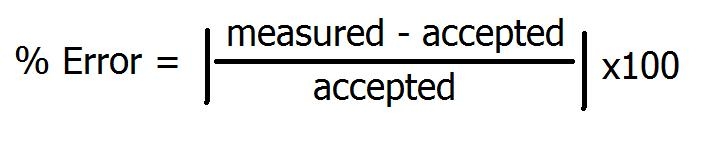 % Error = | measured - accepted / accepted | x100